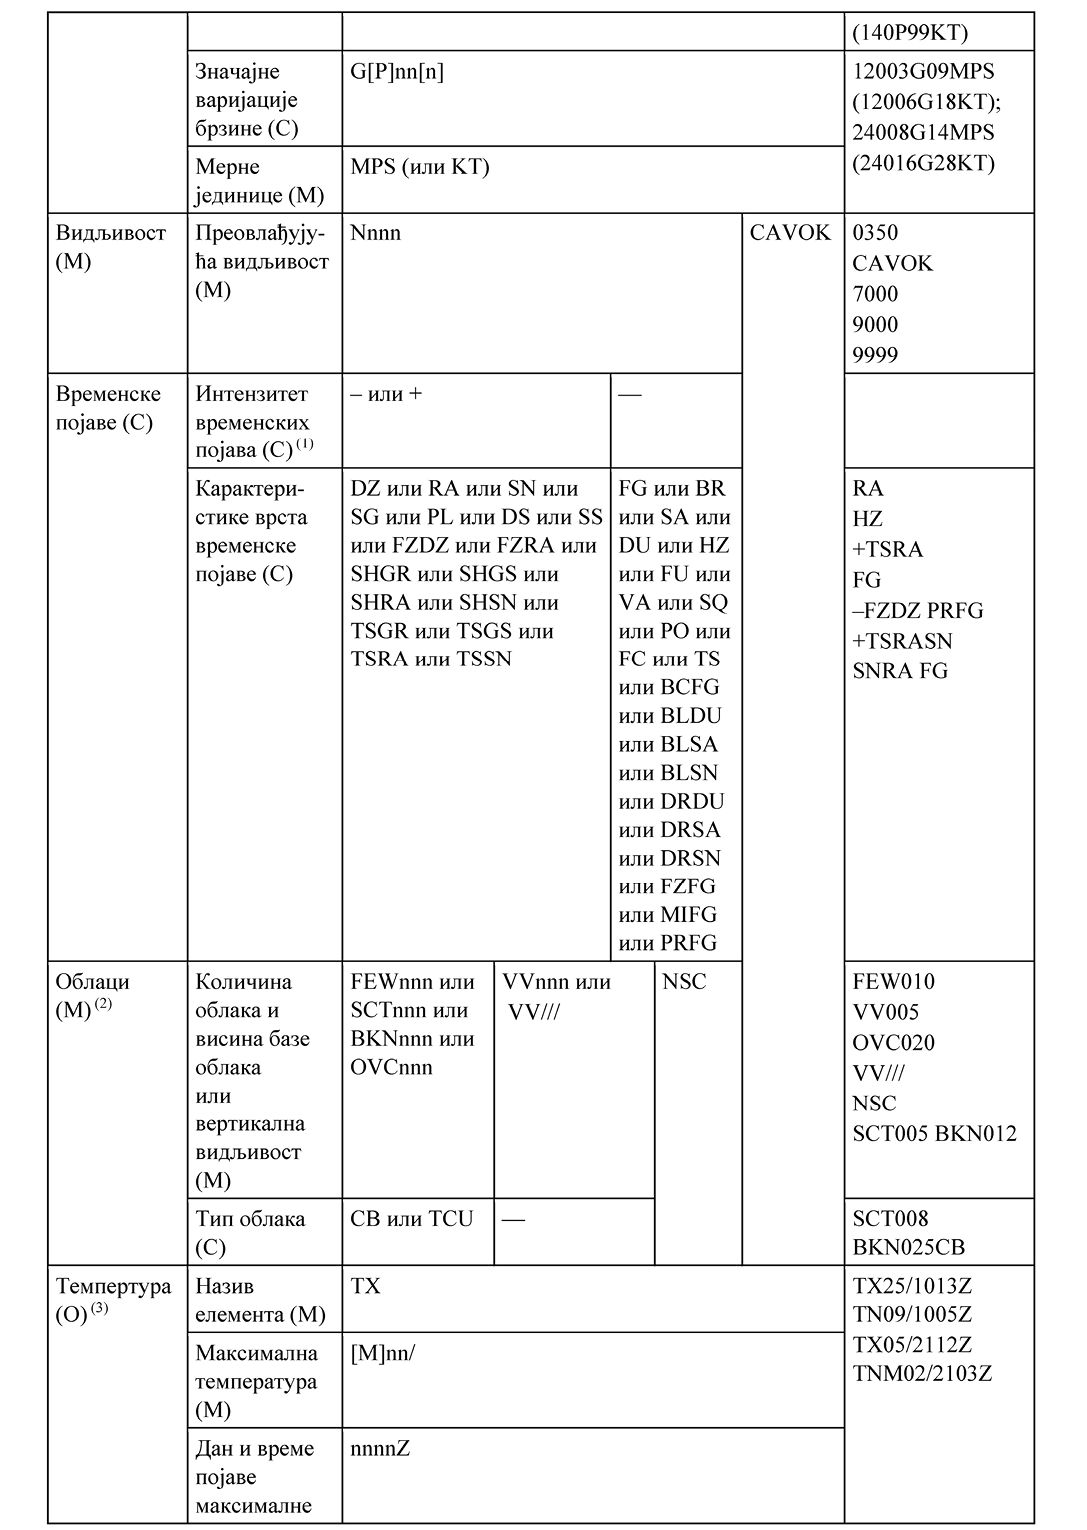 (140P99KT)
Значајне
варијације
брзине (С)
G[P]nn[n]
12003G09MPS
(12006G18KT);
24008G14MPS
(24016G28KT)
Мерне
јединице (М)
MPS (или KT)
Видљивост
(М)
Преовлађују-
ћа видљивост
(М)
Nnnn
CAVOK
0350
CAVOK
7000
9000
9999
Временске
појаве (С)
Интензитет
временских
појава (С) (1)
– или +
—
Карактери-
стике врста
временске
појаве (С)
DZ или RA или SN или
SG или PL или DS или SS
или FZDZ или FZRA или
SHGR или SHGS или
SHRA или SHSN или
TSGR или TSGS или
TSRA или TSSN
FG или BR
или SA или
DU или HZ
или FU или
VA или SQ
или PO или
FC или TS
или BCFG
или BLDU
или BLSA
или BLSN
или DRDU
или DRSA
или DRSN
или FZFG
или MIFG
или PRFG
RA
HZ
+TSRA
FG
–FZDZ PRFG
+TSRASN
SNRA FG
Облаци
(М) (2)
Количина
облака и
висина базе
облака
или
вертикална
видљивост
(М)
FEWnnn или
SCTnnn или
BKNnnn или
OVCnnn
VVnnn или
VV///
NSC
FEW010
VV005
OVC020
VV///
NSC
SCT005 BKN012
Тип облака
(С)
CB или TCU
—
SCT008
BKN025CB
Темпертура
(О) (3)
Назив
елемента (М)
TX
TX25/1013Z
TN09/1005Z
TX05/2112Z
TNM02/2103Z
Максимална
температура
(М)
[M]nn/
Дан и време
појаве
максималне
nnnnZ